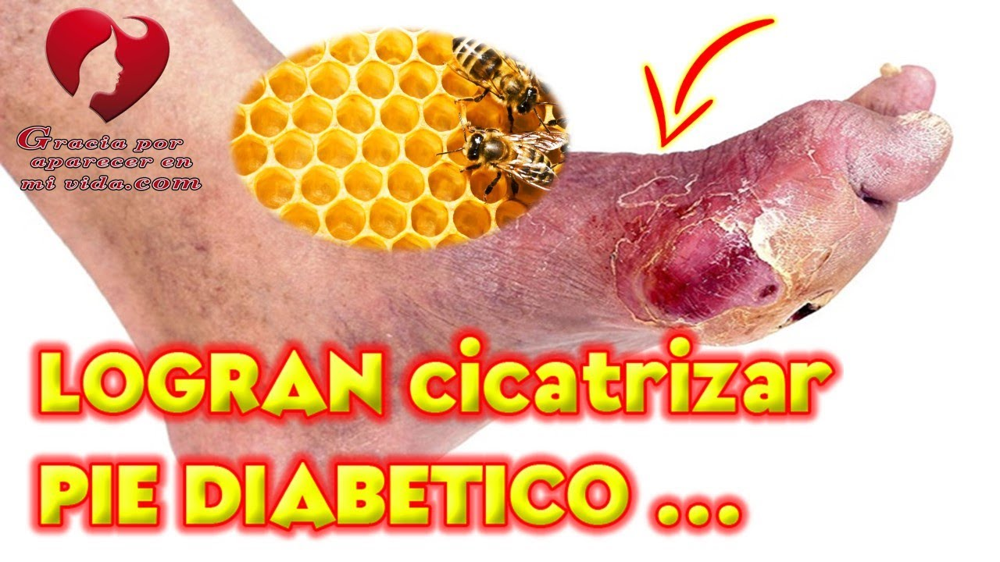 Gracia por
aparecer en
mi vida.com
LOGRAN cicatrizar
PIE DIABETICO ...